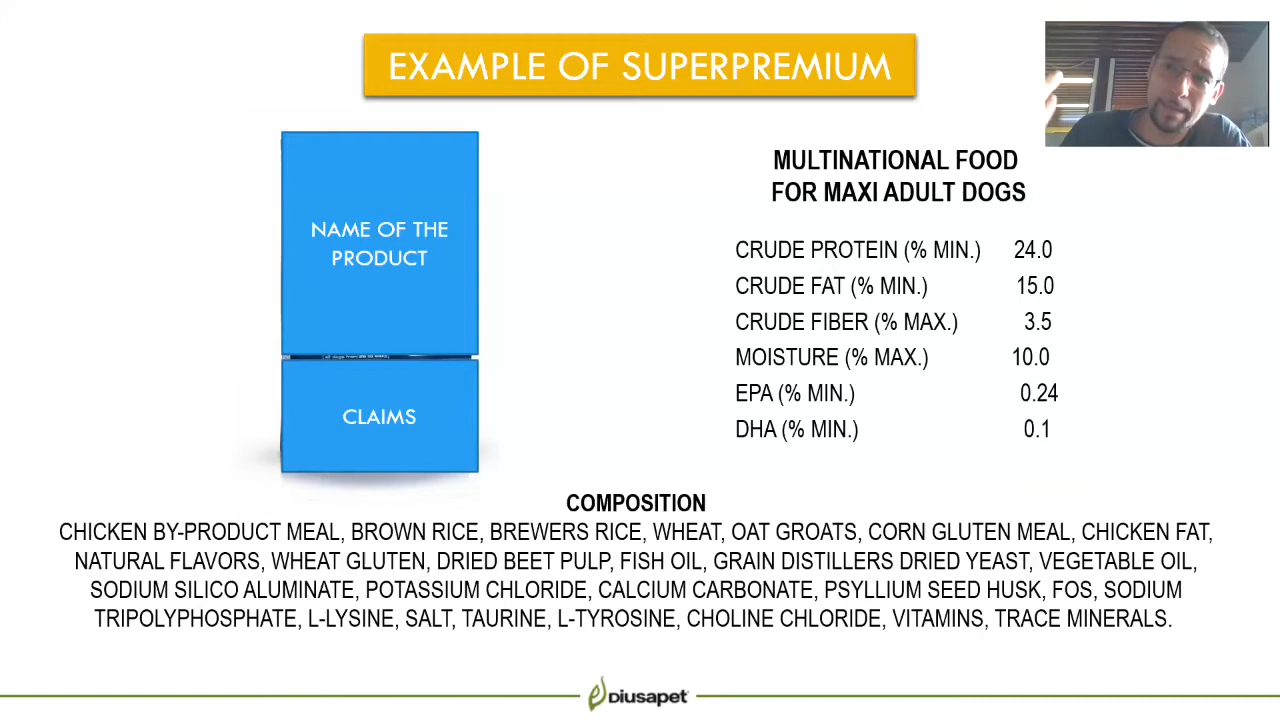 EXAMPLE OF SUPERPREMIUM
NAME OF THE
PRODUCT
CLAIMS
MULTINATIONAL FOOD
FOR MAXI ADULT DOGS
CRUDE PROTEIN (% MIN.) 24.0
CRUDE FAT (% MIN.) 15.0
CRUDE FIBER (% MAX.) 3.5
MOISTURE (% MAX.) 10.0
EPA (% MIN.) 0.24
DHA (% MIN.) 0.1
COMPOSITION
CHICKEN BY-PRODUCT MEAL, BROWN RICE, BREWERS RICE, WHEAT, OAT GROATS, CORN GLUTEN MEAL, CHICKEN FAT,
NATURAL FLAVORS, WHEAT GLUTEN, DRIED BEET PULP, FISH OIL, GRAIN DISTILLERS DRIED YEAST, VEGETABLE OIL,
SODIUM SILICO ALUMINATE, POTASSIUM CHLORIDE, CALCIUM CARBONATE, PSYLLIUM SEED HUSK, FOS, SODIUM
TRIPOLYPHOSPHATE, L-LYSINE, SALT, TAURINE, L-TYROSINE, CHOLINE CHLORIDE, VITAMINS, TRACE MINERALS.
DIUSAPET